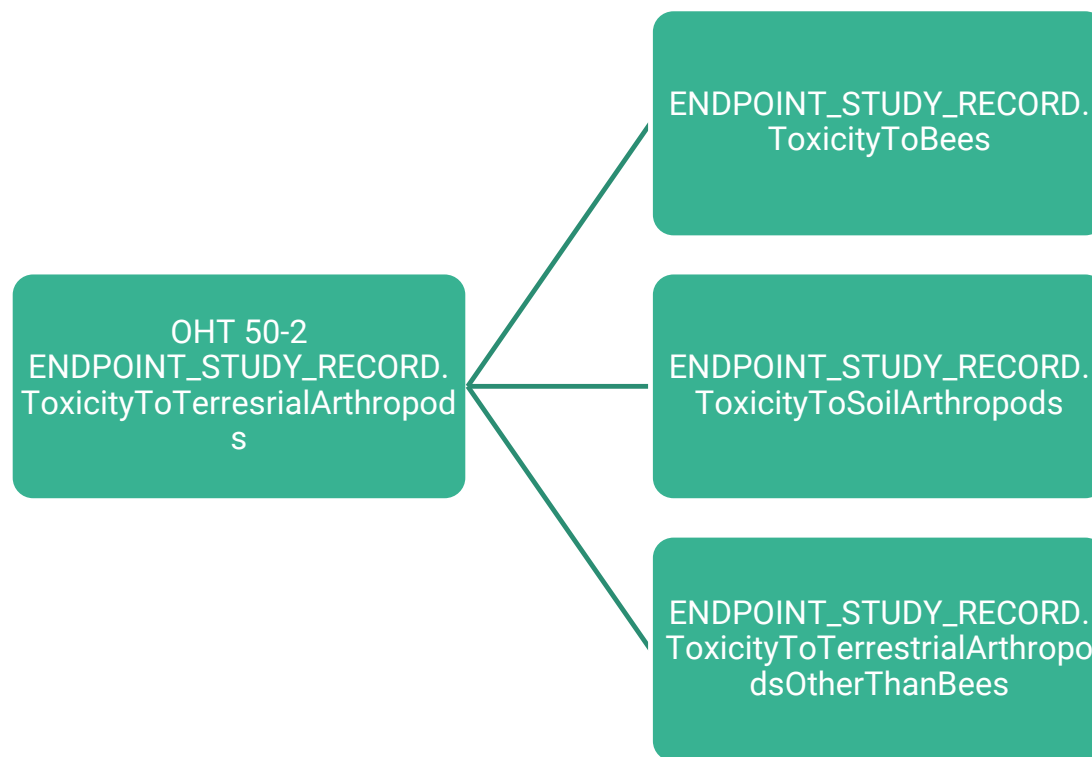 OHT 50-2
ENDPOINT_STUDY_RECORD.
ToxicityToTerresrialArthropod
s
ENDPOINT_STUDY_RECORD.
ToxicityToBees
ENDPOINT_STUDY_RECORD.
ToxicityToSoilArthropods
ENDPOINT_STUDY_RECORD.
ToxicityToTerrestrialArthropo
dsOtherThanBees